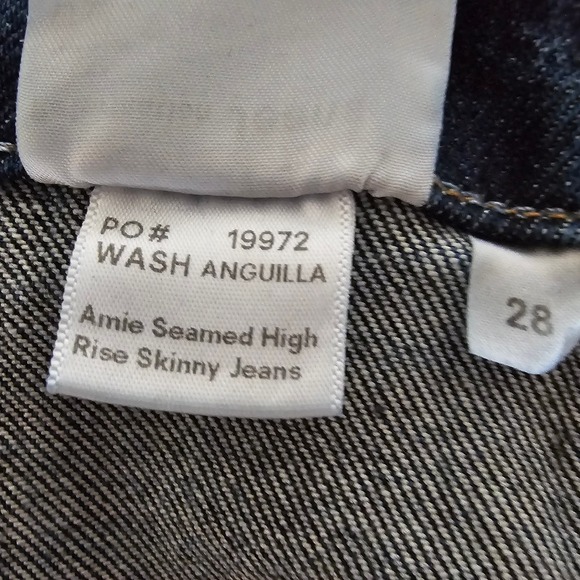 PO# 19972
WASH ANGUILLA
Amie Seamed High
Rise Skinny Jeans
28